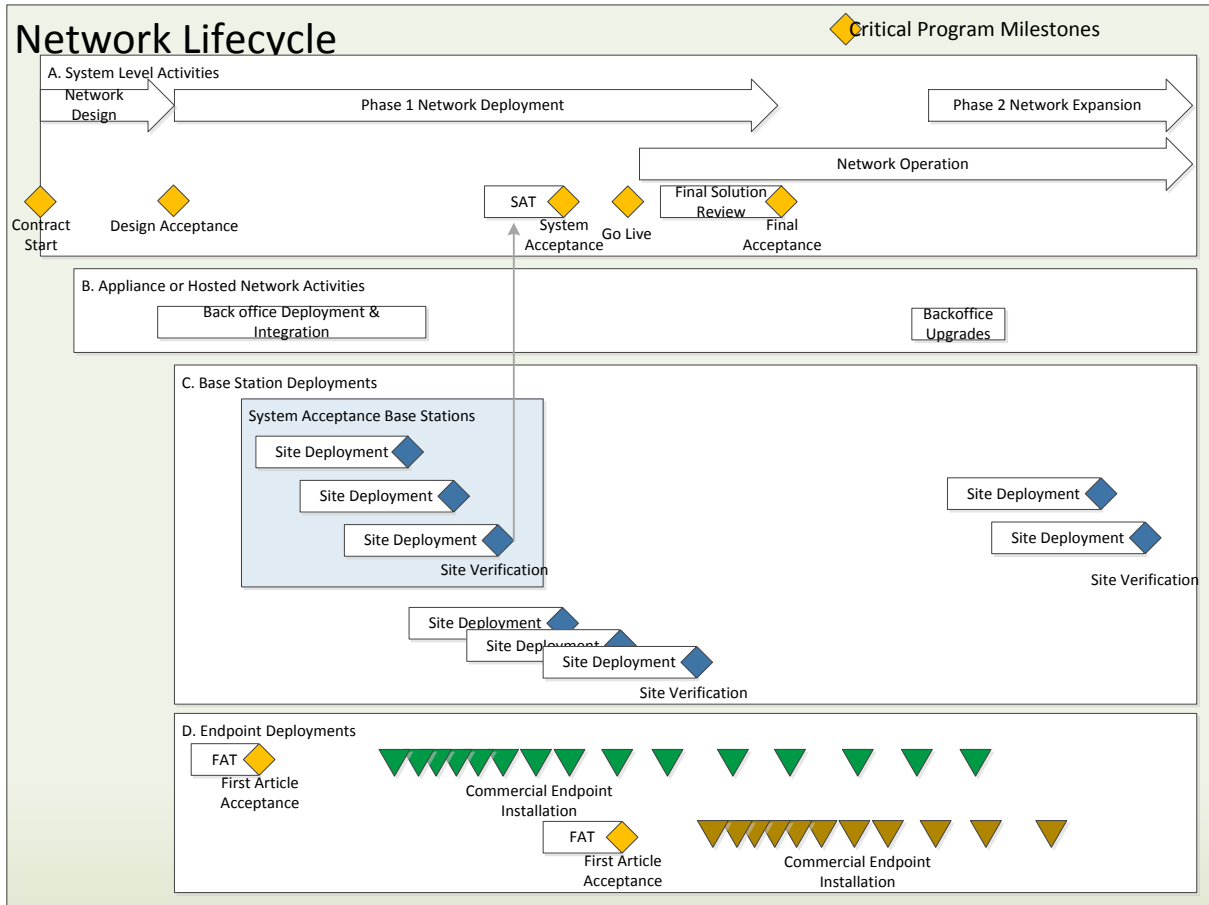 Network Lifecycle
Critical Program Milestones
A. System Level Activities
Network
Design
Phase 1 Network Deployment
Phase 2 Network Expansion
Network Operation
SAT
Final Solution
Review
Contract
Start
Design Acceptance
System
Acceptance
Go Live
Final
Acceptance
B. Appliance or Hosted Network Activities
Back office Deployment &
Integration
Backoffice
Upgrades
C. Base Station Deployments
System Acceptance Base Stations
Site Deployment
Site Deployment
Site Deployment
Site Verification
Site Deployment
Site Deployment
Site Verification
Site Deployment
Site Deployment
Site Deployment
Site Verification
D. Endpoint Deployments
FAT
First Article
Acceptance
Commercial Endpoint
Installation
FAT
First Article
Acceptance
Commercial Endpoint
Installation